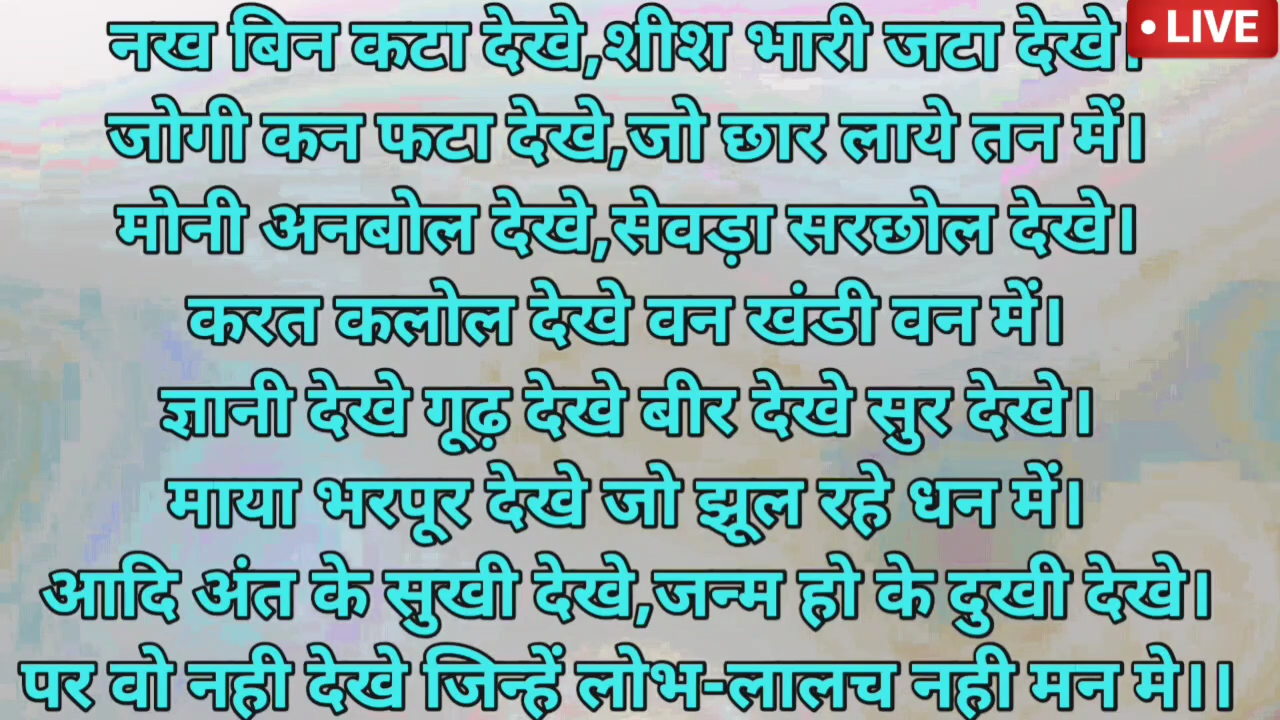 नख बिन कटा देखे,शीश भारी जटा देखे।
• LIVE
जोगी कन फटा देखे,जो छार लाये तन में।
मोनी अनबोल देखे,सेवड़ा सरछोल देखे।
करत कलोल देखे वन खंडी वन में।
ज्ञानी देखे गूढ़ देखे बीर देखे सुर देखे।
माया भरपूर देखे जो झूल रहे धन में।
आदि अंत के सुखी देखे,जन्म हो के दुखी देखे।
पर वो नही देखे जिन्हें लोभ-लालच नही मन मे।।